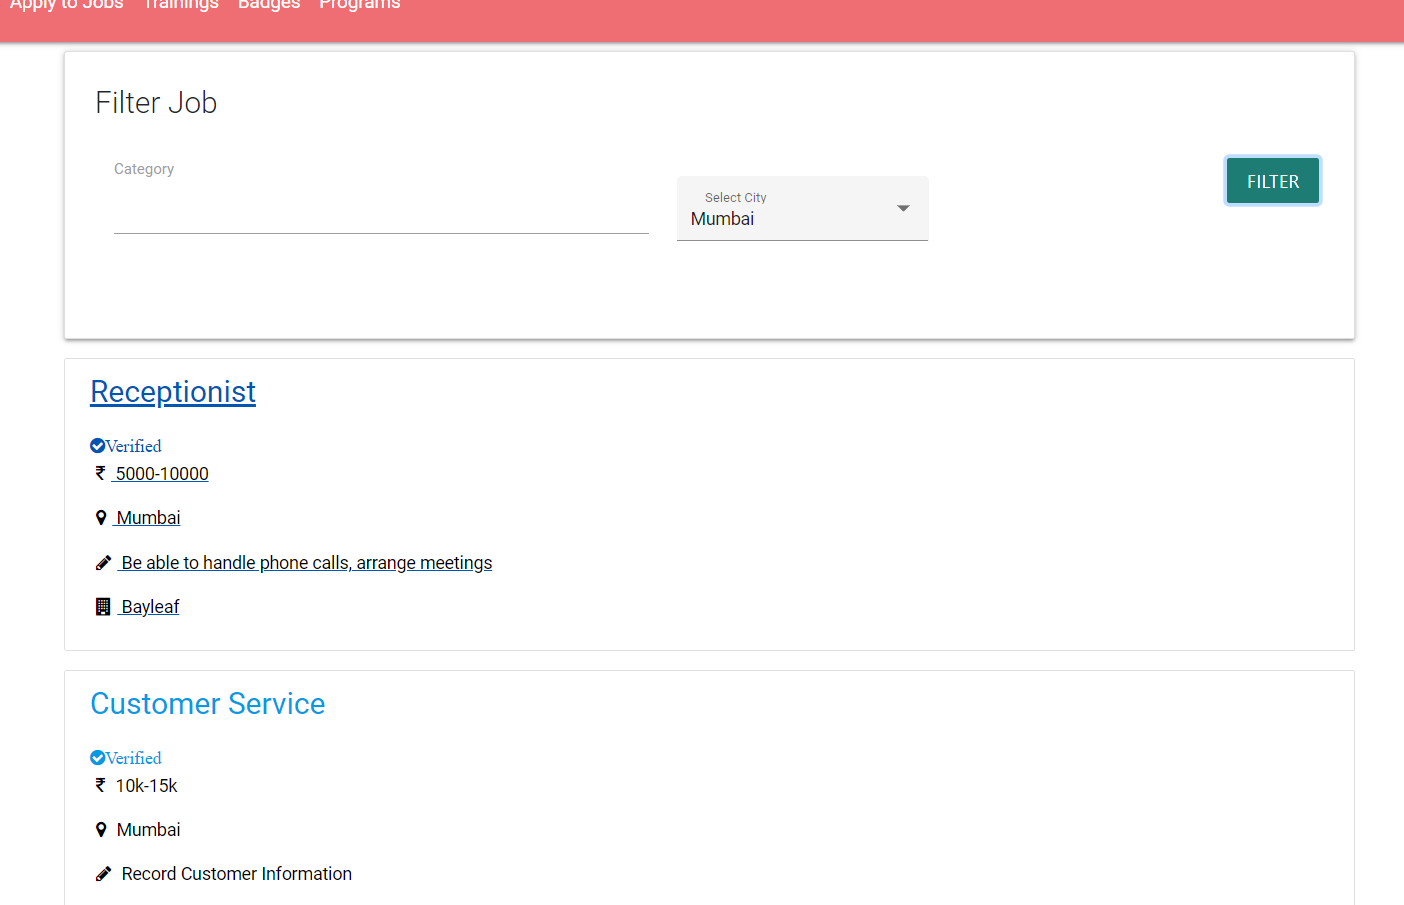 Apply to Jobs Trainings Badges Programs
Filter Job
Category
Select City
Mumbai
FILTER
Receptionist
Verified
₹ 5000-10000
Mumbai
Be able to handle phone calls, arrange meetings
Bayleaf
Customer Service
Verified
₹ 10k-15k
Mumbai
Record Customer Information